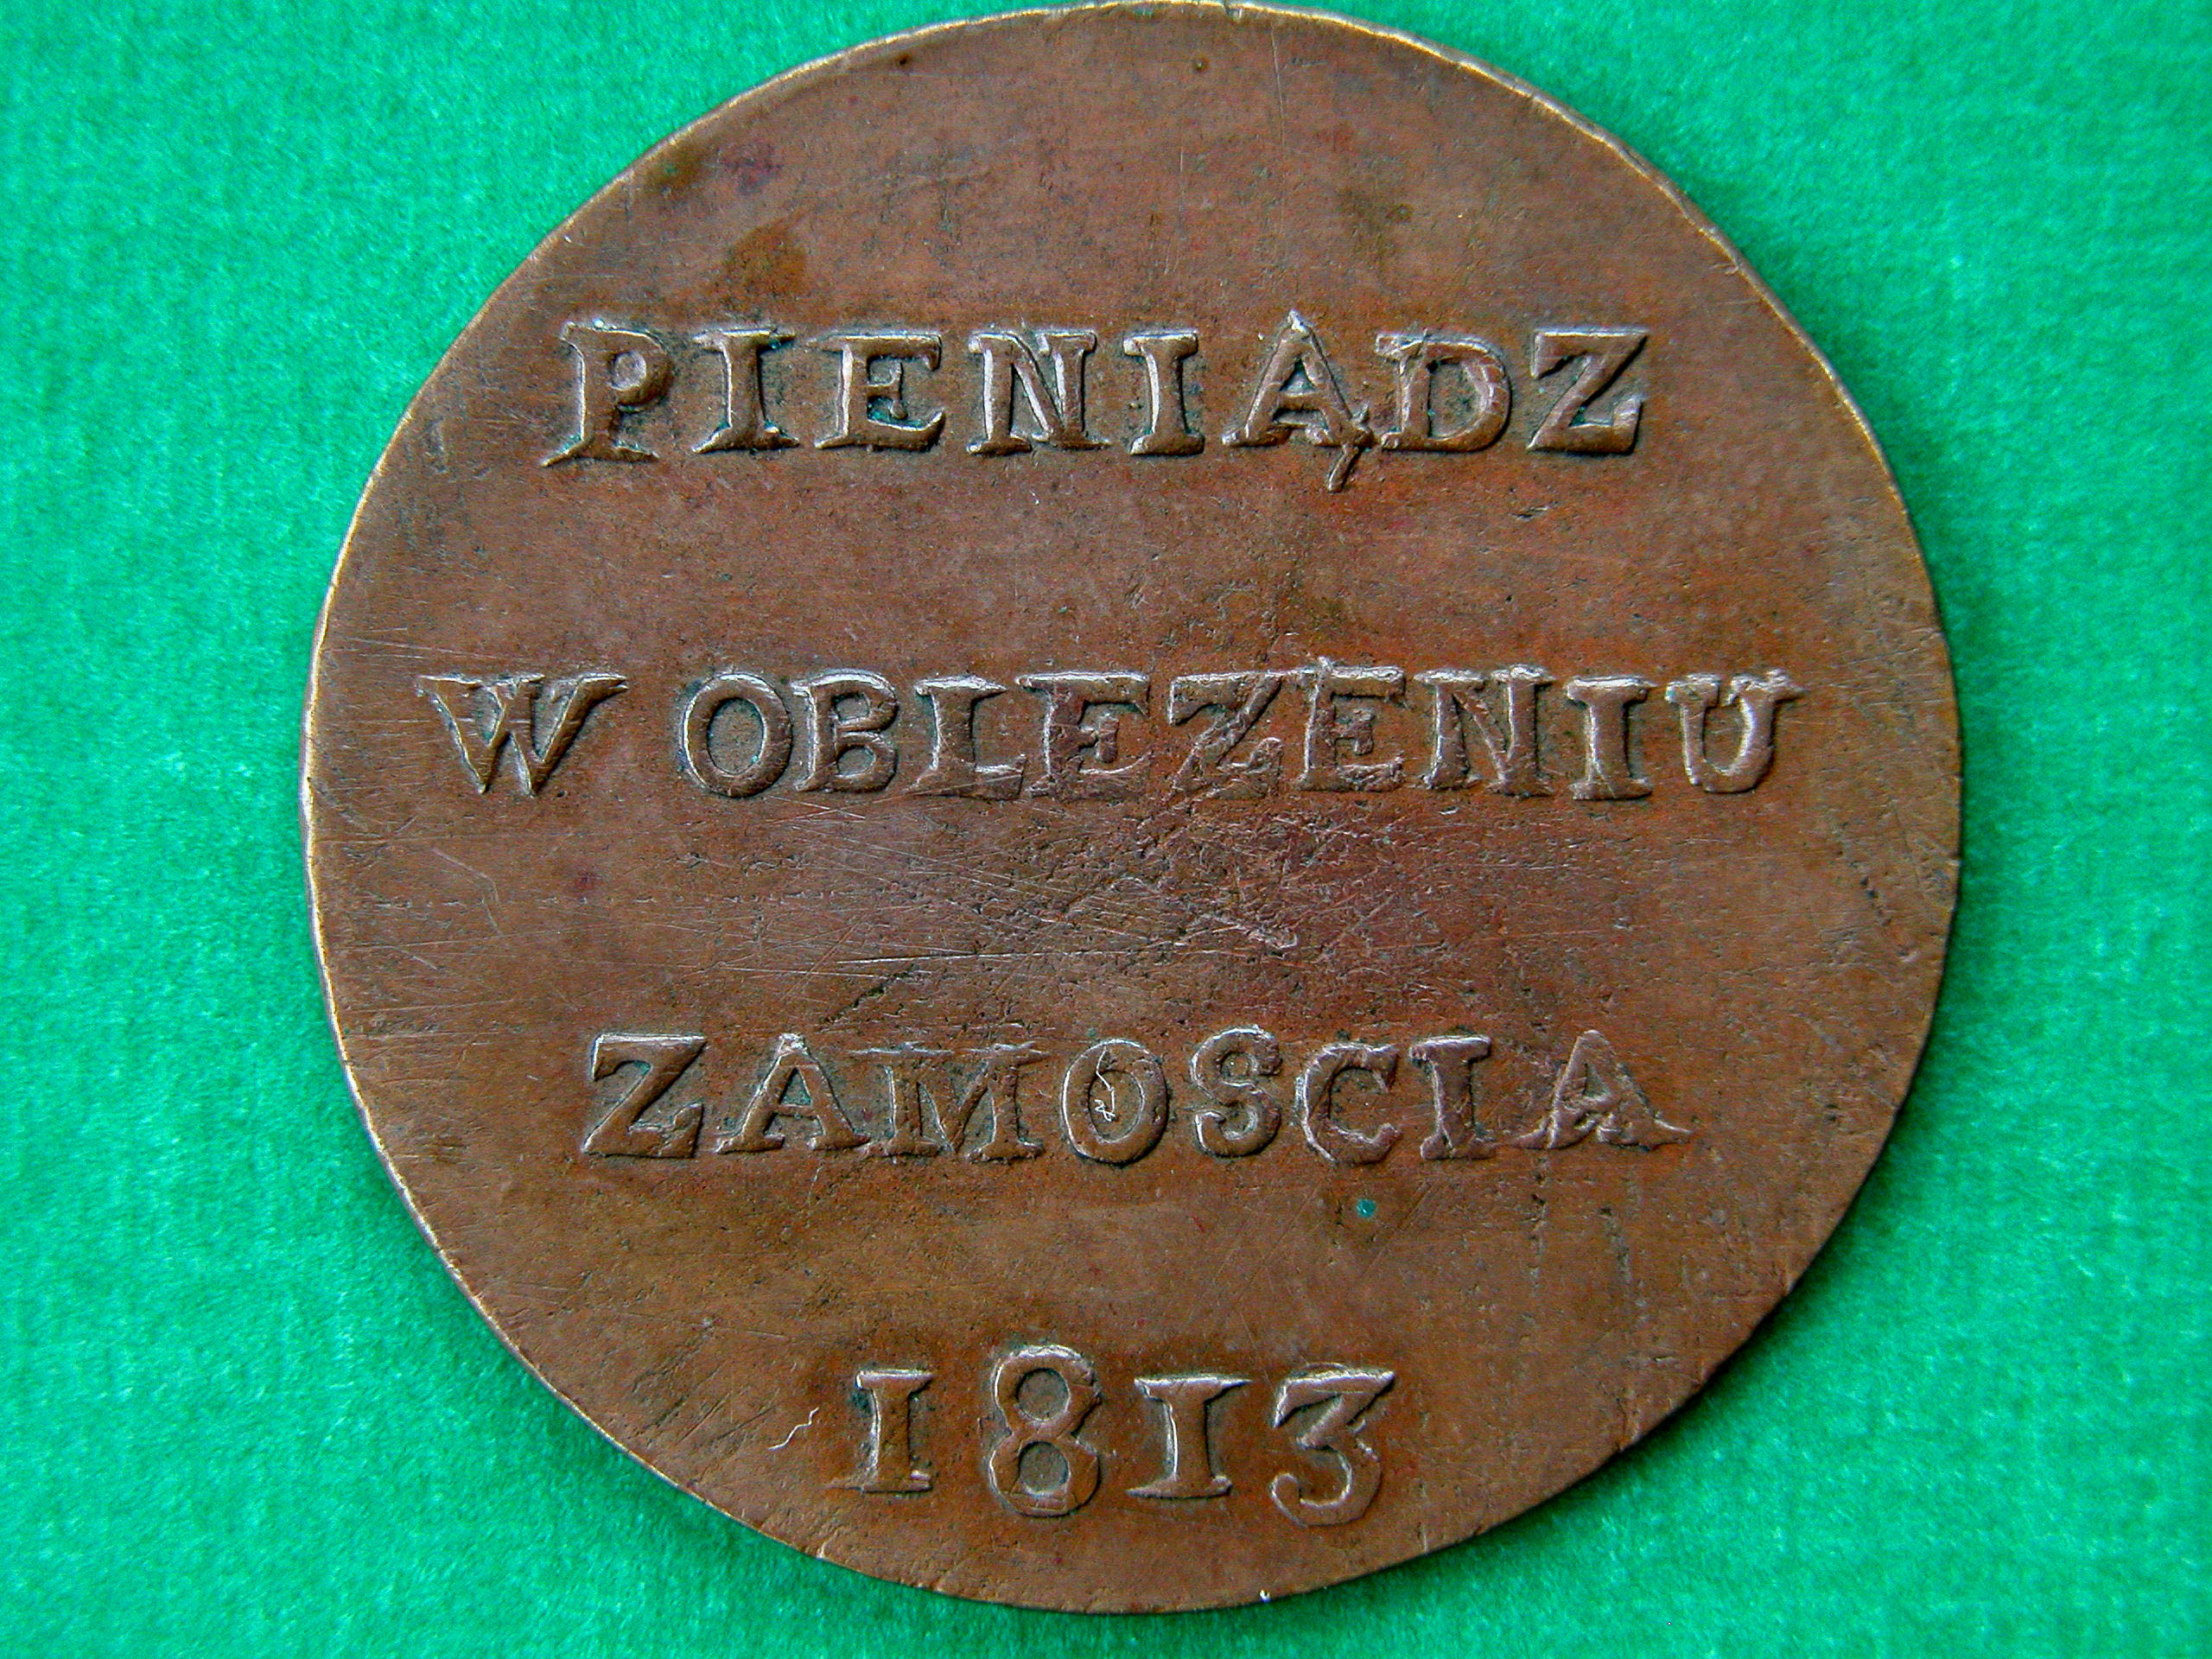 PIENIĄDZ
W OBLEZENIU
ZAMOSCIA
1813